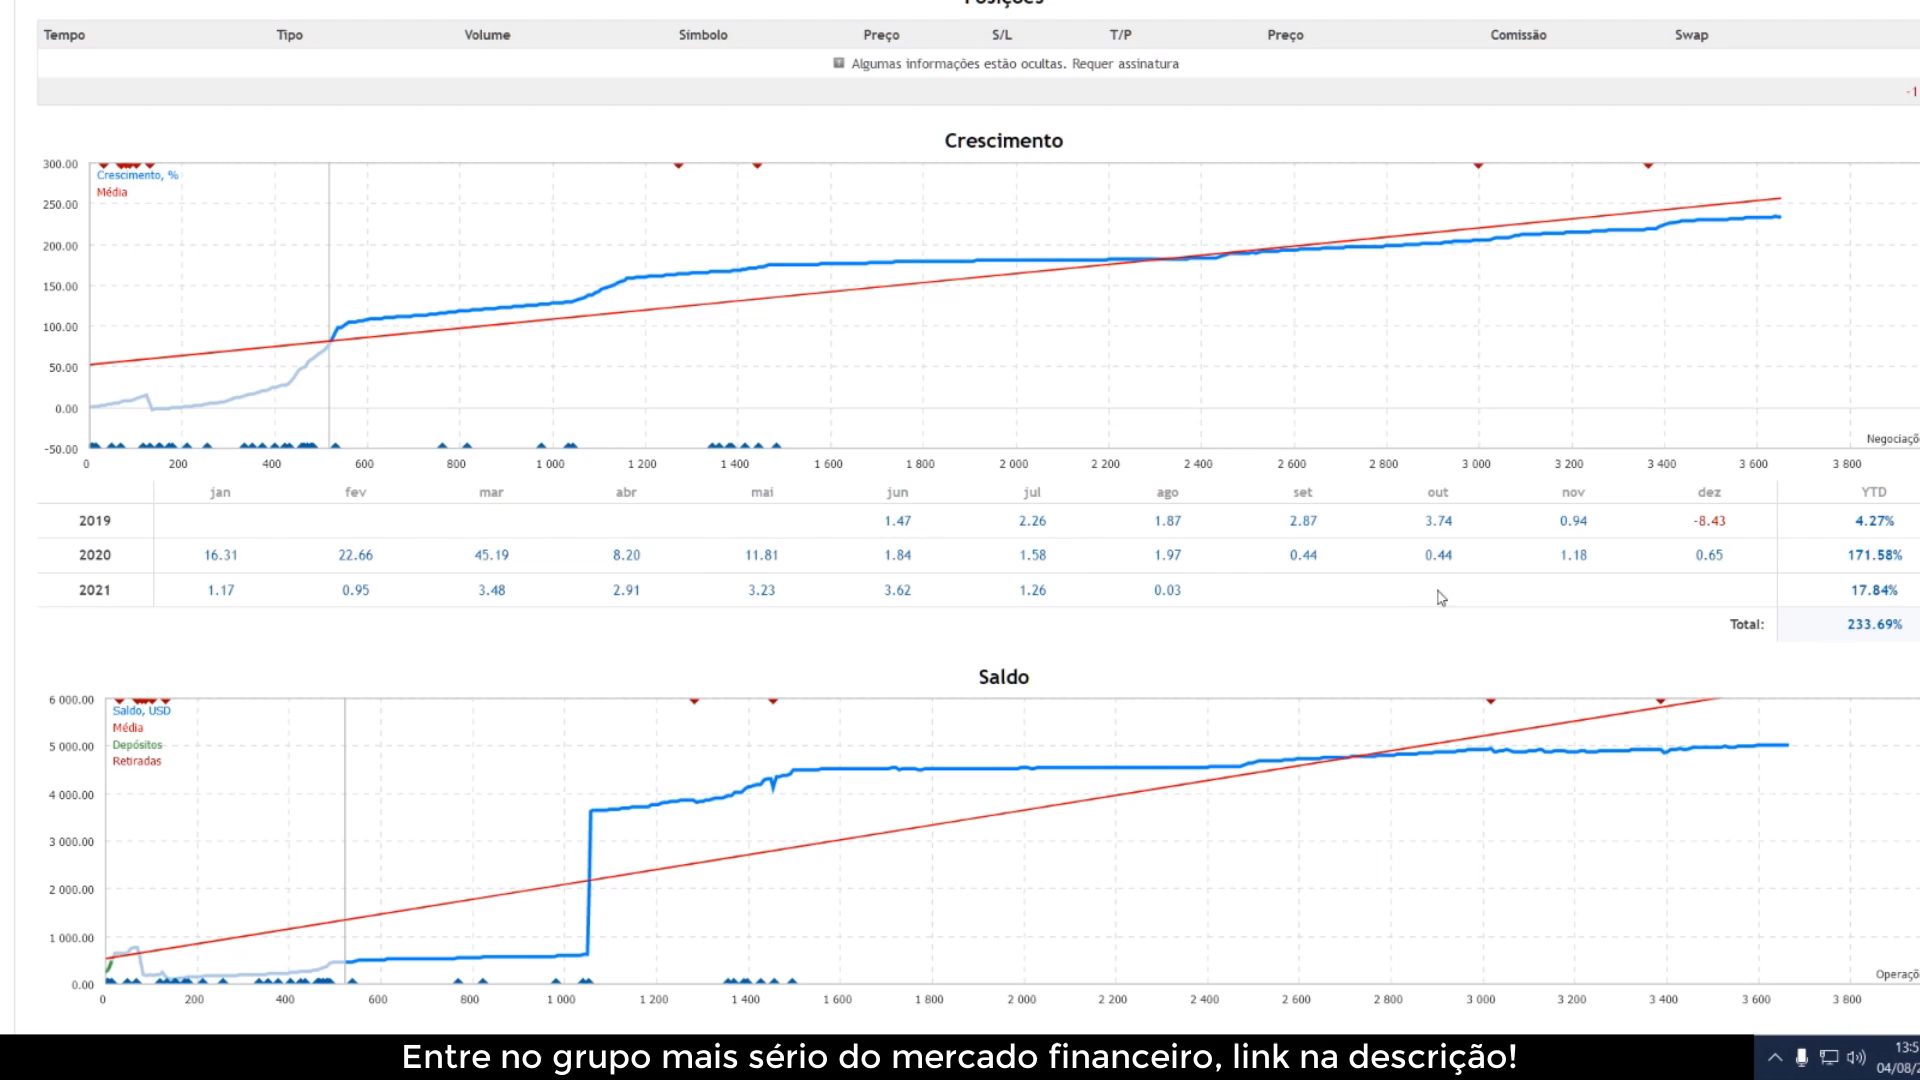 Posições
Tempo Tipo Volume Símbolo Preço S/L T/P Preço Comissão Swap
Algumas informações estão ocultas. Requer assinatura
-1
Crescimento
300.00
Crescimento, %
Média
250.00
200.00
150.00
100.00
50.00
0.00
-50.00
Negociaçõ
0 200 400 600 800 1 000 1 200 1 400 1 600 1 800 2 000 2 200 2 400 2 600 2 800 3 000 3 200 3 400 3 600 3 800
jan fev mar abr mai jun jul ago set out nov dez YTD
2019 1.47 2.26 1.87 2.87 3.74 0.94 -8.43 4.27%
2020 16.31 22.66 45.19 8.20 11.81 1.84 1.58 1.97 0.44 0.44 1.18 0.65 171.58%
2021 1.17 0.95 3.48 2.91 3.23 3.62 1.26 0.03 17.84%
Total: 233.69%
Saldo
6 000.00
Saldo, USD
Média
Depósitos
Retiradas
5 000.00
4 000.00
3 000.00
2 000.00
1 000.00
0.00
Operaçõ
0 200 400 600 800 1 000 1 200 1 400 1 600 1 800 2 000 2 200 2 400 2 600 2 800 3 000 3 200 3 400 3 600 3 800
Entre no grupo mais sério do mercado financeiro, link na descrição!
13:5
04/08/2